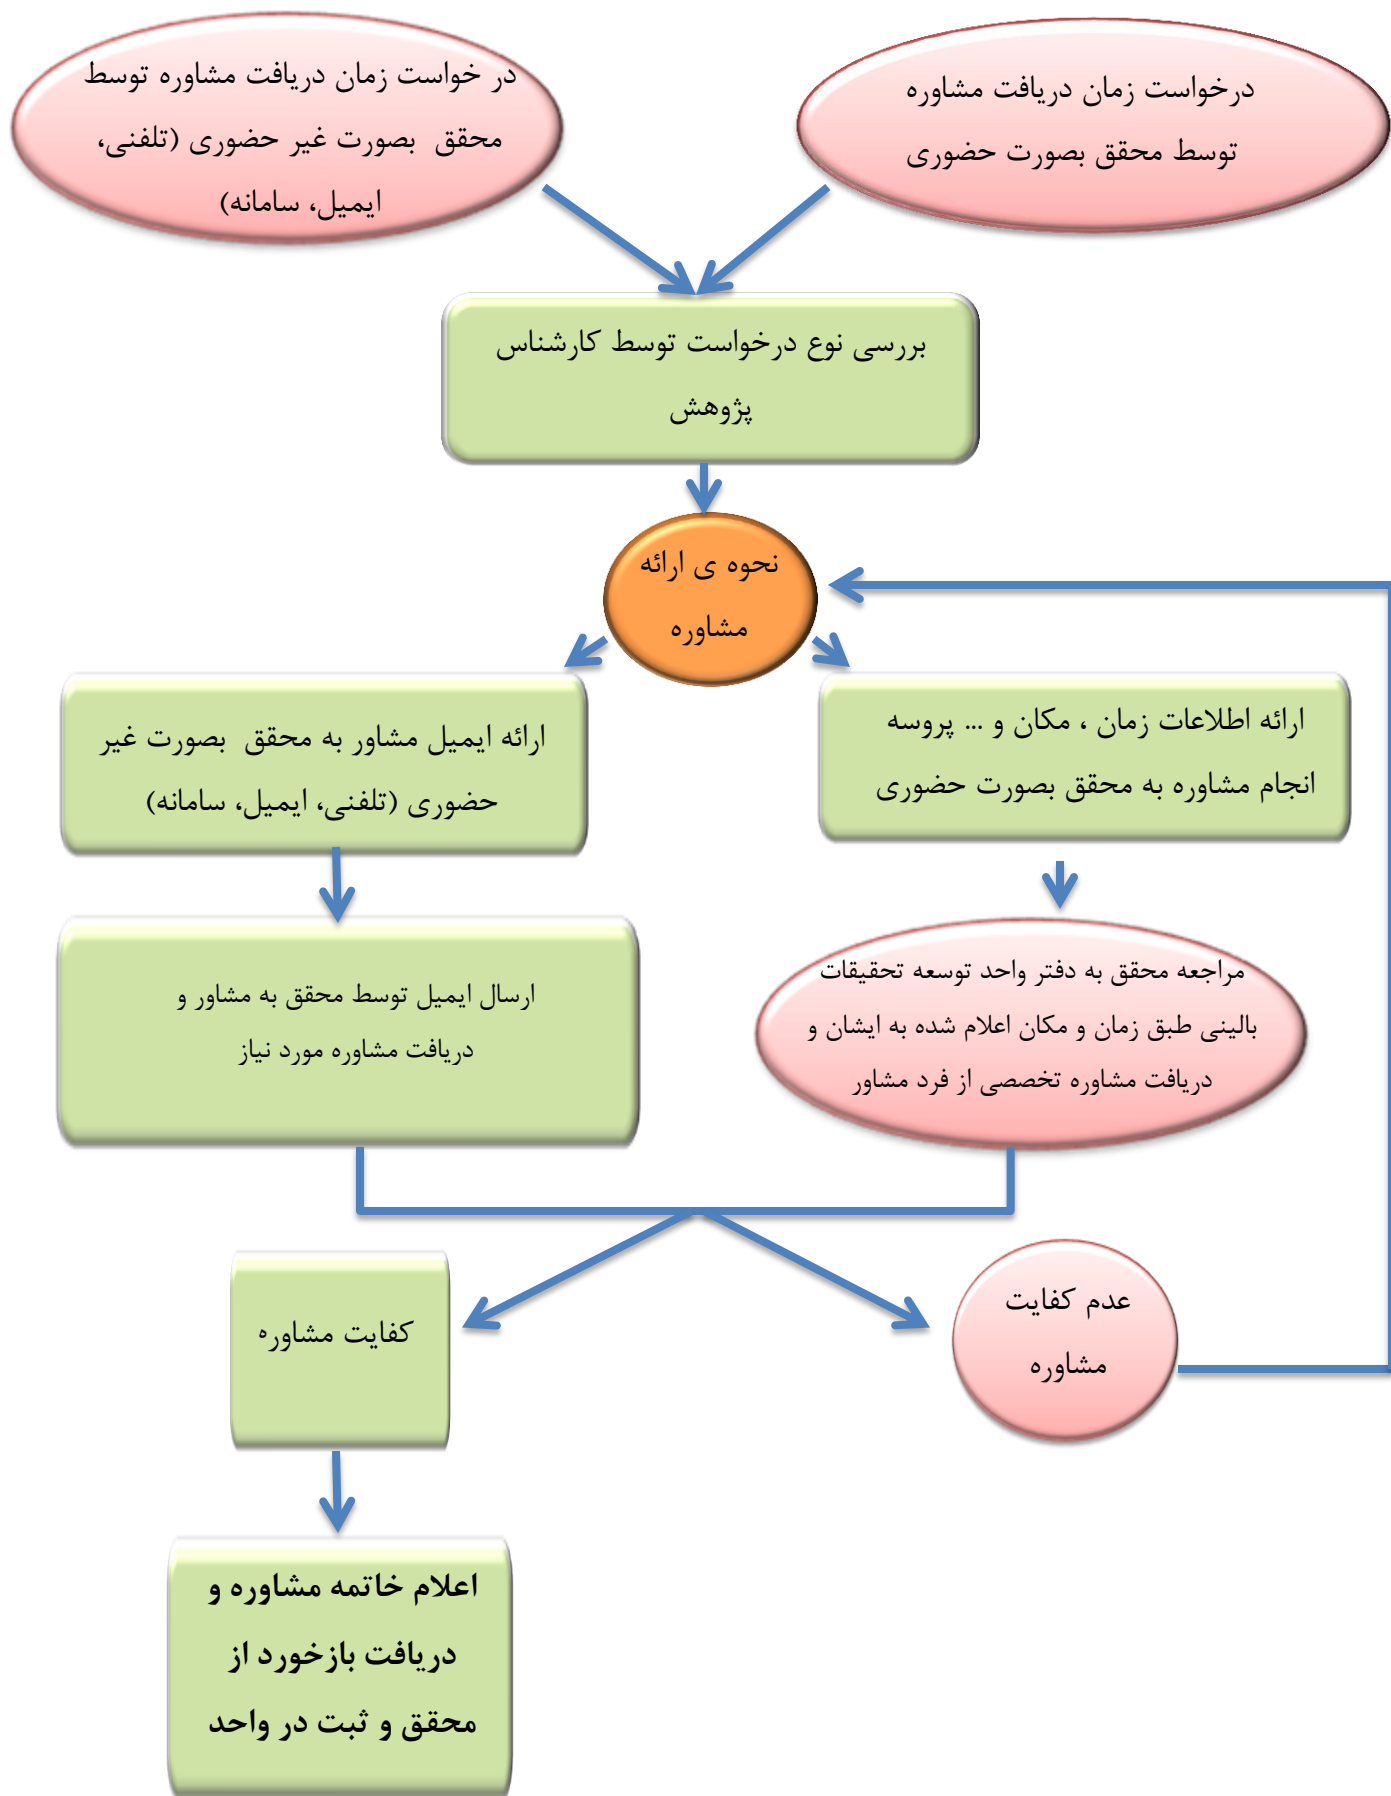 درخواست زمان دریافت مشاوره
توسط محقق بصورت حضوری
در خواست زمان دریافت مشاوره توسط
محقق بصورت غیر حضوری (تلفنی،
ایمیل، سامانه)
بررسی نوع درخواست توسط کارشناس
پژوهش
نحوه ی ارائه
مشاوره
ارائه اطلاعات زمان ، مکان و ... پروسه
انجام مشاوره به محقق بصورت حضوری
ارائه ایمیل مشاور به محقق بصورت غیر
حضوری (تلفنی، ایمیل، سامانه)
مراجعه محقق به دفتر واحد توسعه تحقیقات
بالینی طبق زمان و مکان اعلام شده به ایشان و
دریافت مشاوره تخصصی از فرد مشاور
ارسال ایمیل توسط محقق به مشاور و
دریافت مشاوره مورد نیاز
عدم کفایت
مشاوره
کفایت مشاوره
اعلام خاتمه مشاوره و
دریافت بازخورد از
محقق و ثبت در واحد